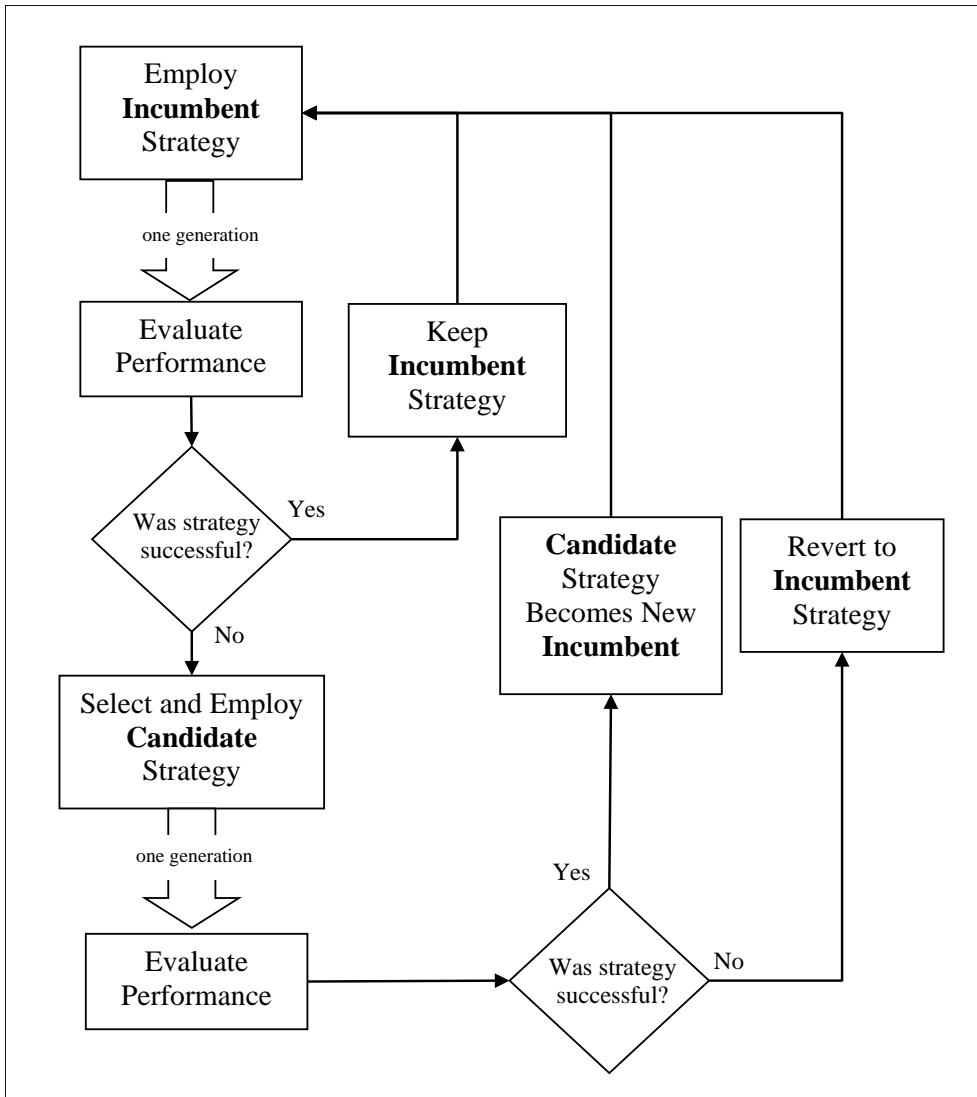 Employ
Incumbent
Strategy
one generation
Evaluate
Performance
Keep
Incumbent
Strategy
Was strategy
successful?
Yes
No
Candidate
Strategy
Becomes New
Incumbent
Revert to
Incumbent
Strategy
Select and Employ
Candidate
Strategy
one generation
Evaluate
Performance
Yes
Was strategy
successful?
No